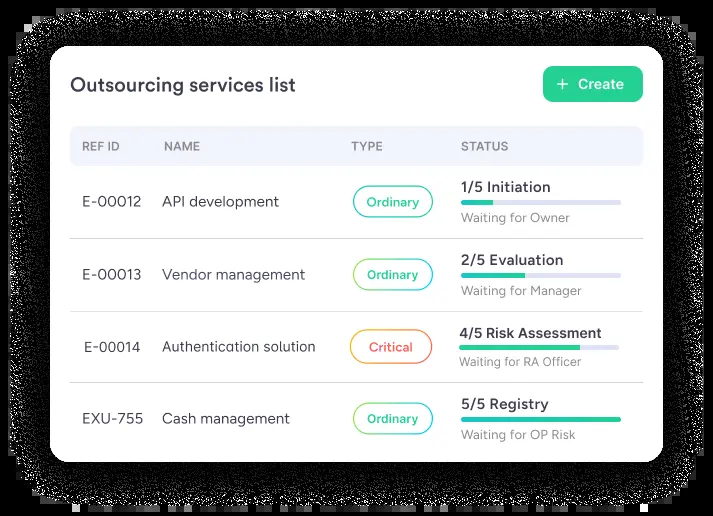 Outsourcing services list
+ Create
REF ID NAME TYPE STATUS
E-00012 API development Ordinary 1/5 Initiation
Waiting for Owner
E-00013 Vendor management Ordinary 2/5 Evaluation
Waiting for Manager
E-00014 Authentication solution Critical 4/5 Risk Assessment
Waiting for RA Officer
EXU-755 Cash management Ordinary 5/5 Registry
Waiting for OP Risk